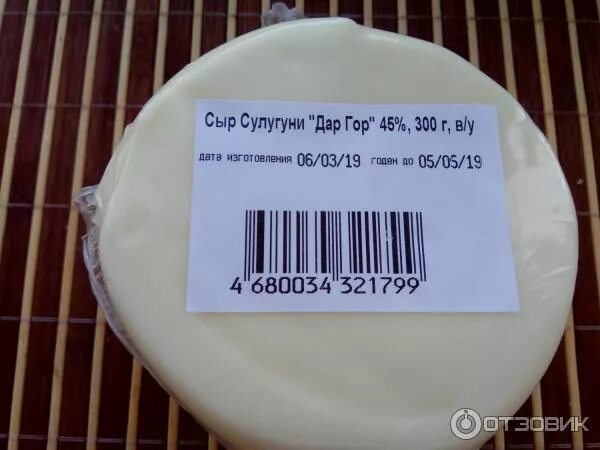 Сыр Сулугуни "Дар Гор" 45%, 300 г, в/у
дата изготовления 06/03/19 годен до 05/05/19
4 680034 321799
ОТЗОВИК